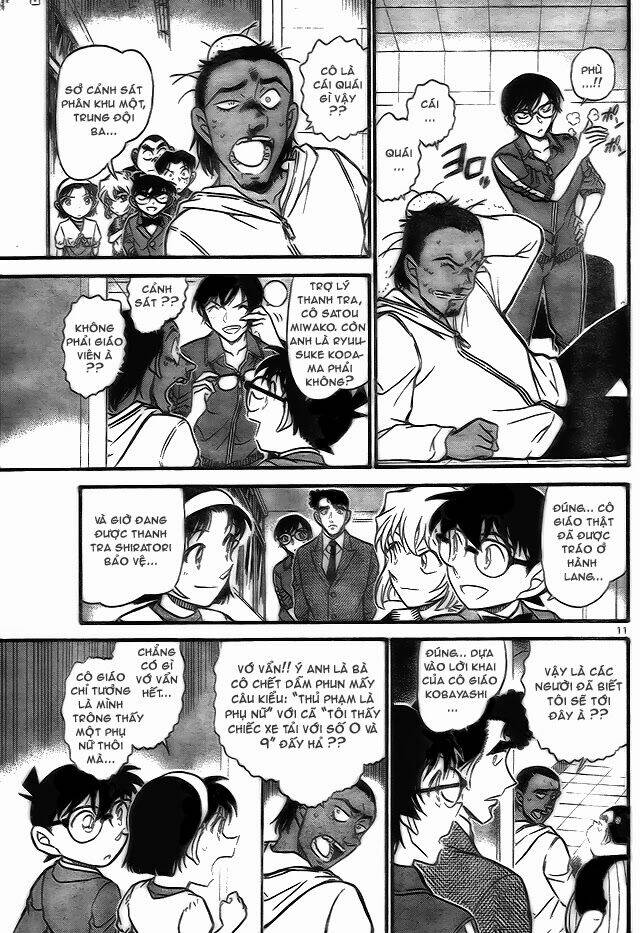 PHÙ
...!!
CÁI
...
QUÁI
...
CÔ LÀ
CÁI QUÁI
GÌ VẬY
??
SỞ CẢNH SÁT
PHÂN KHU MỘT,
TRUNG ĐỘI
BA...
TRỢ LÝ
THANH TRA,
CÔ SATOU
MIWAKO. CÒN
ANH LÀ RYUU-
SUKE KODA-
MA PHẢI
KHÔNG?
CẢNH
SÁT ??
KHÔNG
PHẢI GIÁO
VIÊN À
??
ĐÚNG... CÔ
GIÁO THẬT
ĐÃ ĐƯỢC
TRÁO Ở
HÀNH
LANG...
VÀ GIỜ ĐANG
ĐƯỢC THANH
TRA SHIRATORI
BẢO VỆ...
11
VẬY LÀ CÁC
NGƯỜI ĐÃ BIẾT
TÔI SẼ TỚI
ĐÂY À ??
ĐÚNG... DỰA
VÀO LỜI KHAI
CỦA CÔ GIÁO
KOBAYASHI
...
VỚ VẨN!! Ý ANH LÀ BÀ
CÔ CHẾT DẪM PHUN MẤY
CÂU KIỂU: "THỦ PHẠM LÀ
PHỤ NỮ" VỚI CẢ "TÔI THẤY
CHIẾC XE TẢI VỚI SỐ 0 VÀ
9" ĐẤY HẢ ?
CHẲNG
CÓ GÌ
VỚ VẨN
HẾT...
CÔ GIÁO
CHỈ TƯƠNG
LÀ MÌNH
TRÔNG THẤY
MỘT PHỤ
NỮ THÔI
MÀ...